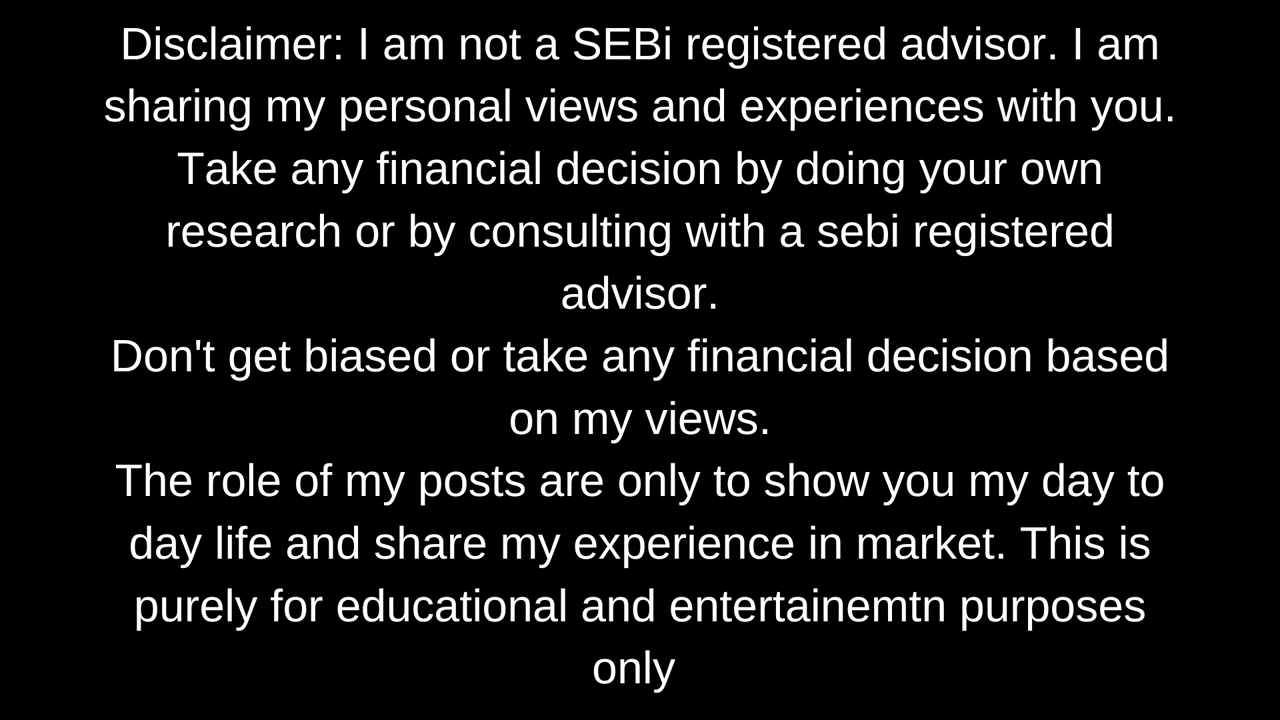 Disclaimer: I am not a SEBi registered advisor. I am
sharing my personal views and experiences with you.
Take any financial decision by doing your own
research or by consulting with a sebi registered
advisor.
Don't get biased or take any financial decision based
on my views.
The role of my posts are only to show you my day to
day life and share my experience in market. This is
purely for educational and entertainemtn purposes
only